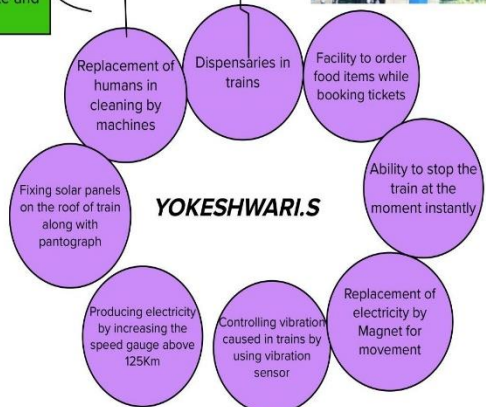 and
Replacement of
humans in
cleaning by
machines
Dispensaries in
trains
Facility to order
food items while
booking tickets
Ability to stop the
train at the
moment instantly
Fixing solar panels
on the roof of train
along with
pantograph
YOKESHWARI.S
Replacement of
electricity by
Magnet for
movement
Producing electricity
by increasing the
speed gauge above
125Km
Controlling vibration
caused in trains by
using vibration
sensor